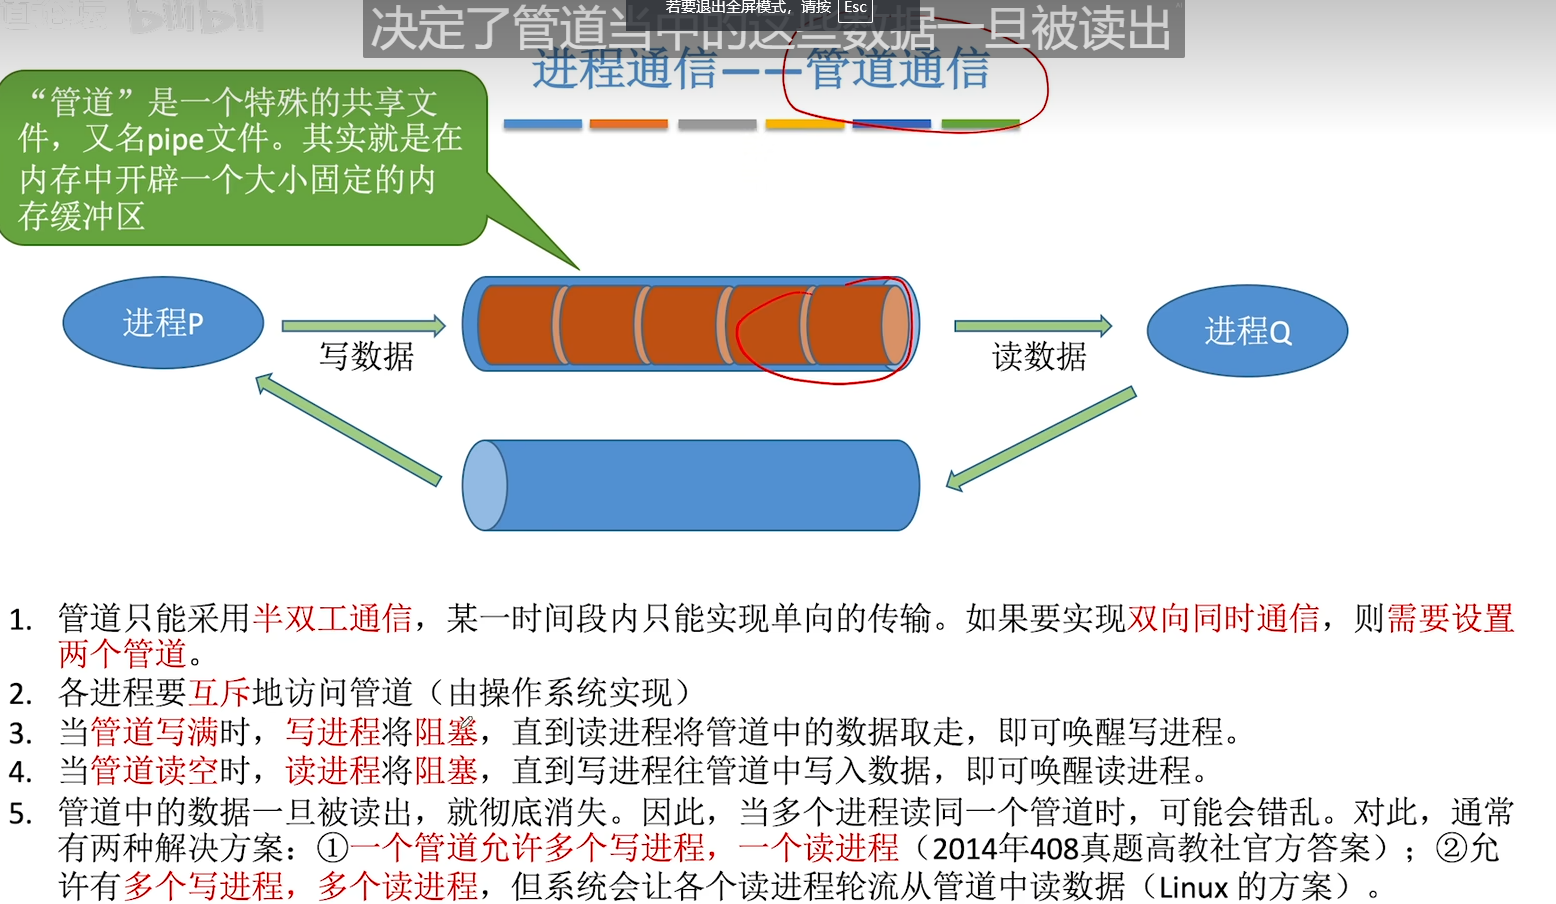 若要退出全屏模式，请按 Esc
决定了管道当中的这些数据一旦被读出
bilibili
进程通信——管道通信
“管道”是一个特殊的共享文
件，又名pipe文件。其实就是在
内存中开辟一个大小固定的内
存缓冲区
进程P
写数据
读数据
进程Q
1. 管道只能采用半双工通信，某一时间段内只能实现单向的传输。如果要实现双向同时通信，则需要设置
两个管道。
2. 各进程要互斥地访问管道（由操作系统实现）
3. 当管道写满时，写进程将阻塞，直到读进程将管道中的数据取走，即可唤醒写进程。
4. 当管道读空时，读进程将阻塞，直到写进程往管道中写入数据，即可唤醒读进程。
5. 管道中的数据一旦被读出，就彻底消失。因此，当多个进程读同一个管道时，可能会错乱。对此，通常
有两种解决方案：①一个管道允许多个写进程，一个读进程（2014年408真题高教社官方答案）；②允
许有多个写进程，多个读进程，但系统会让各个读进程轮流从管道中读数据（Linux 的方案）。